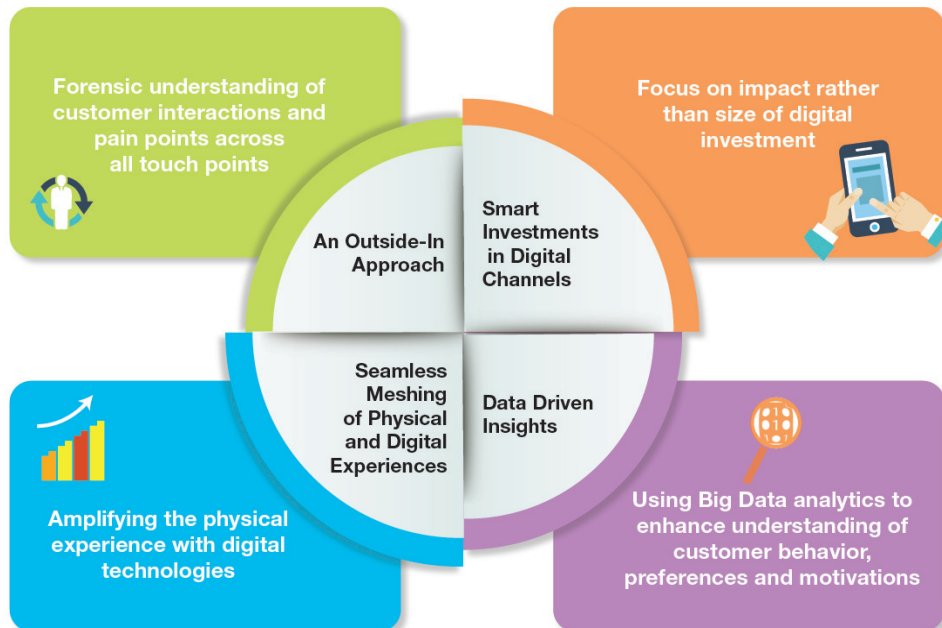 Forensic understanding of
customer interactions and
pain points across
all touch points
Focus on impact rather
than size of digital
investment
An Outside-In
Approach
Smart
Investments
in Digital
Channels
Seamless
Meshing
of Physical
and Digital
Experiences
Data Driven
Insights
Amplifying the physical
experience with digital
technologies
Using Big Data analytics to
enhance understanding of
customer behavior,
preferences and motivations